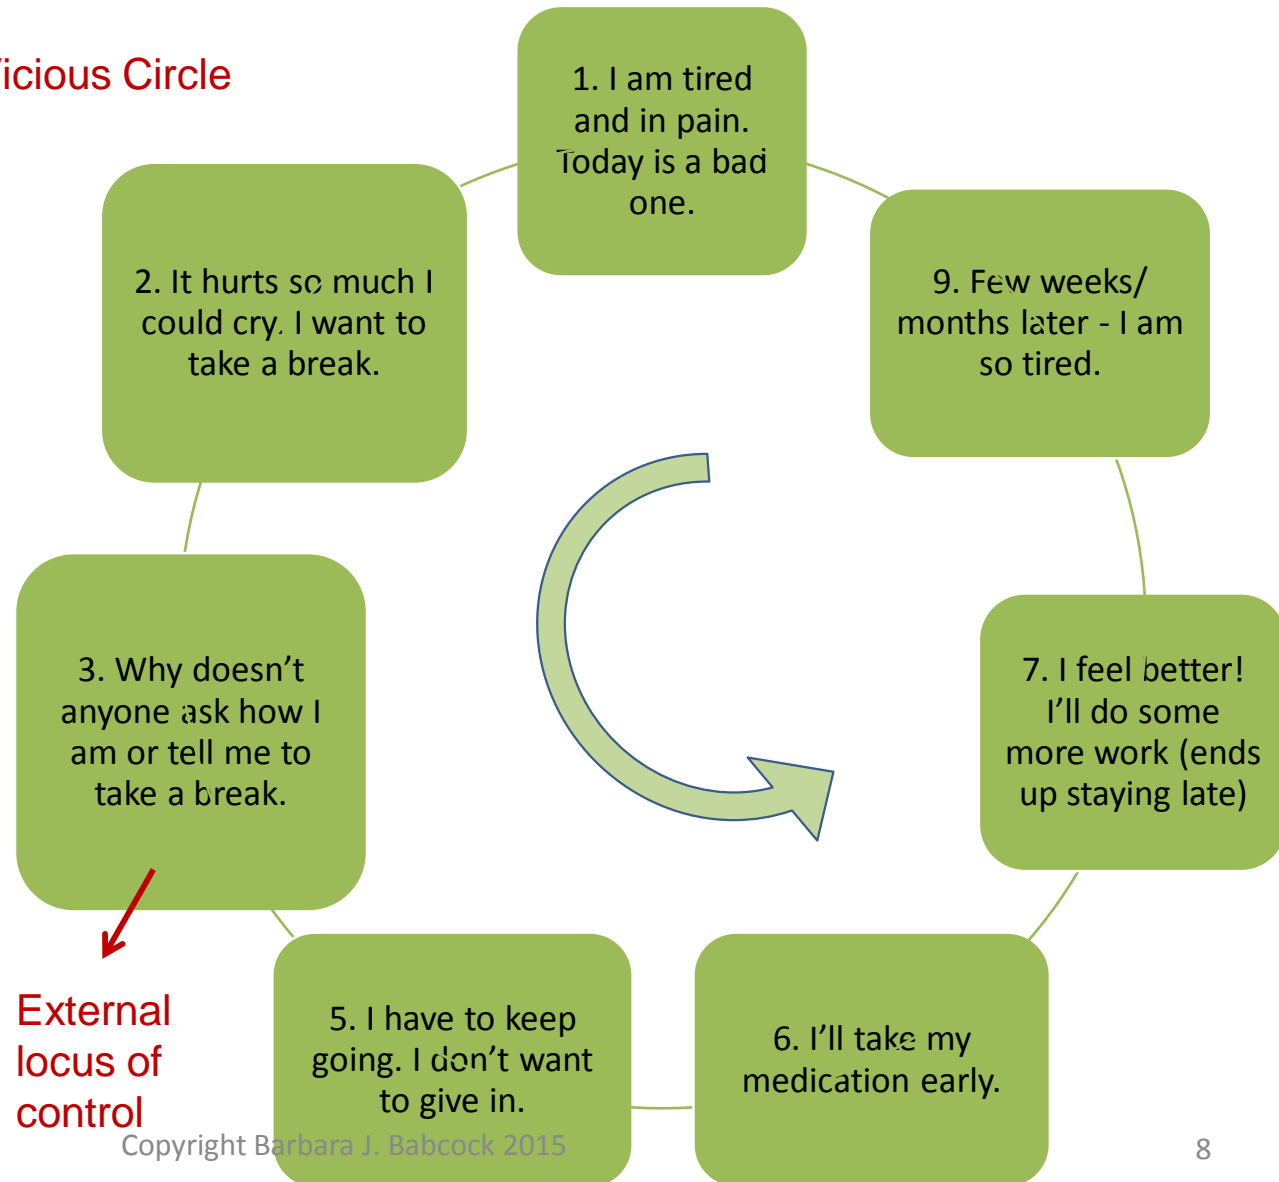 Vicious Circle
1. I am tired
and in pain.
Today is a bad
one.
2. It hurts so much I
could cry. I want to
take a break.
3. Why doesn't
anyone ask how I
am or tell me to
take a break.
External
locus of
control
5. I have to keep
going. I don't want
to give in.
6. I'll take my
medication early.
7. I feel better!
I'll do some
more work (ends
up staying late)
9. Few weeks/
months later - I am
so tired.
Copyright Barbara J. Babcock 2015
8